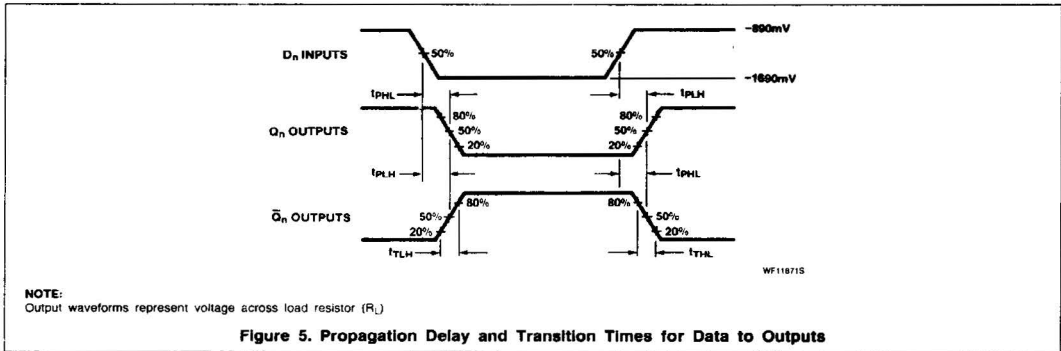 -890mV
Dn INPUTS
50%
50%
-1690mV
tPHL
tPLH
80%
80%
Qn OUTPUTS
50%
50%
20%
20%
tPLH
tPHL
80%
80%
Q̄n OUTPUTS
50%
50%
20%
20%
tTLH
tTHL
WF11871S
NOTE:
Output waveforms represent voltage across load resistor (RL)
Figure 5. Propagation Delay and Transition Times for Data to Outputs